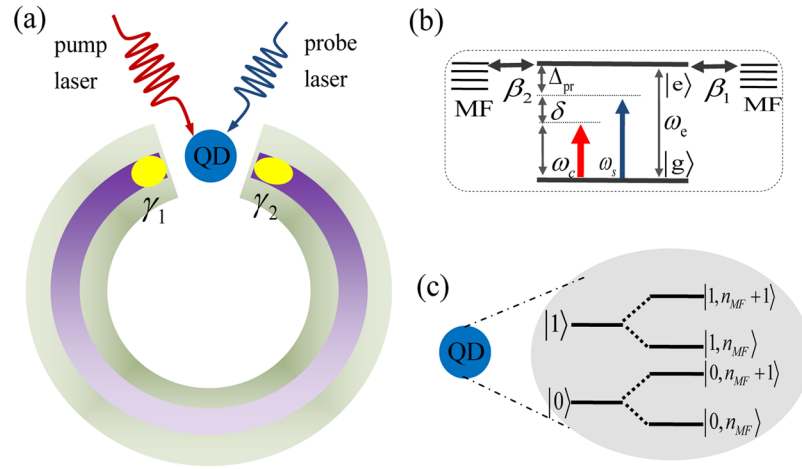 (a)
pump
laser
probe
laser
QD
γ₁
γ₂
(b)
MF
β₂
Δpr
δ
ωc
ωs
ωe
|e⟩
|g⟩
β₁
MF
(c)
QD
|1⟩
|0⟩
|1, nMF +1⟩
|1, nMF⟩
|0, nMF +1⟩
|0, nMF⟩